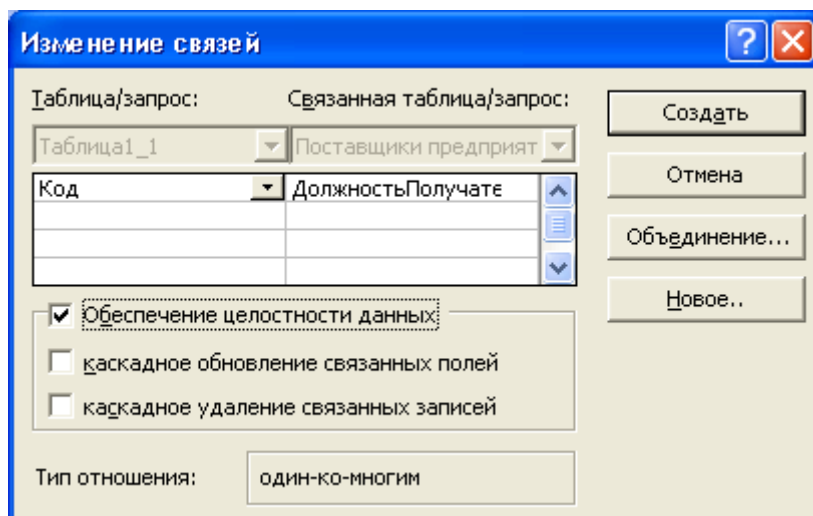 Изменение связей
Таблица/запрос: Связанная таблица/запрос:
Создать
Таблица1_1 Поставщики предприят
Отмена
Код ДолжностьПолучате
Объединение...
Новое..
Обеспечение целостности данных
каскадное обновление связанных полей
каскадное удаление связанных записей
Тип отношения: один-ко-многим